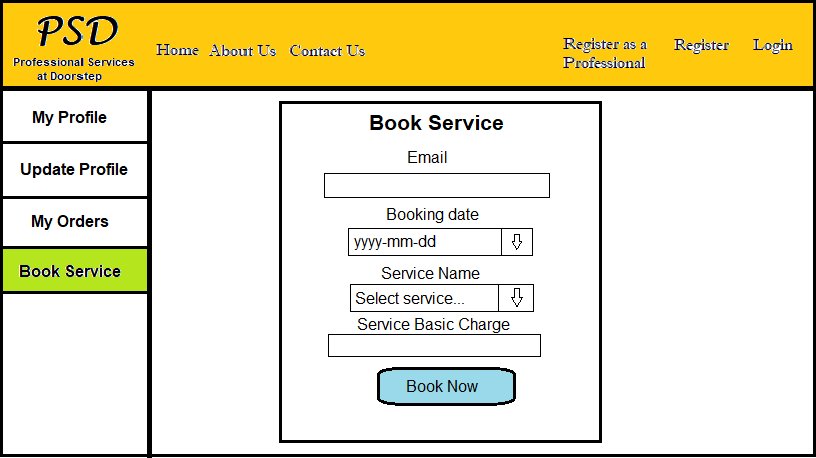 PSD
Professional Services
at Doorstep
Home About Us Contact Us
Register as a
Professional
Register
Login
My Profile
Update Profile
My Orders
Book Service
Book Service
Email
Booking date
yyyy-mm-dd
Service Name
Select service...
Service Basic Charge
Book Now